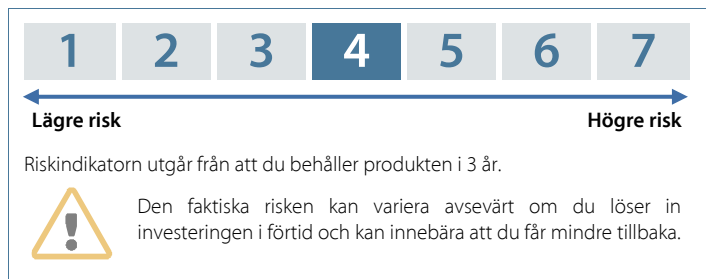 1 2 3 4 5 6 7
Lägre risk Högre risk
Riskindikatorn utgår från att du behåller produkten i 3 år.
Den faktiska risken kan variera avsevärt om du löser in
investeringen i förtid och kan innebära att du får mindre tillbaka.